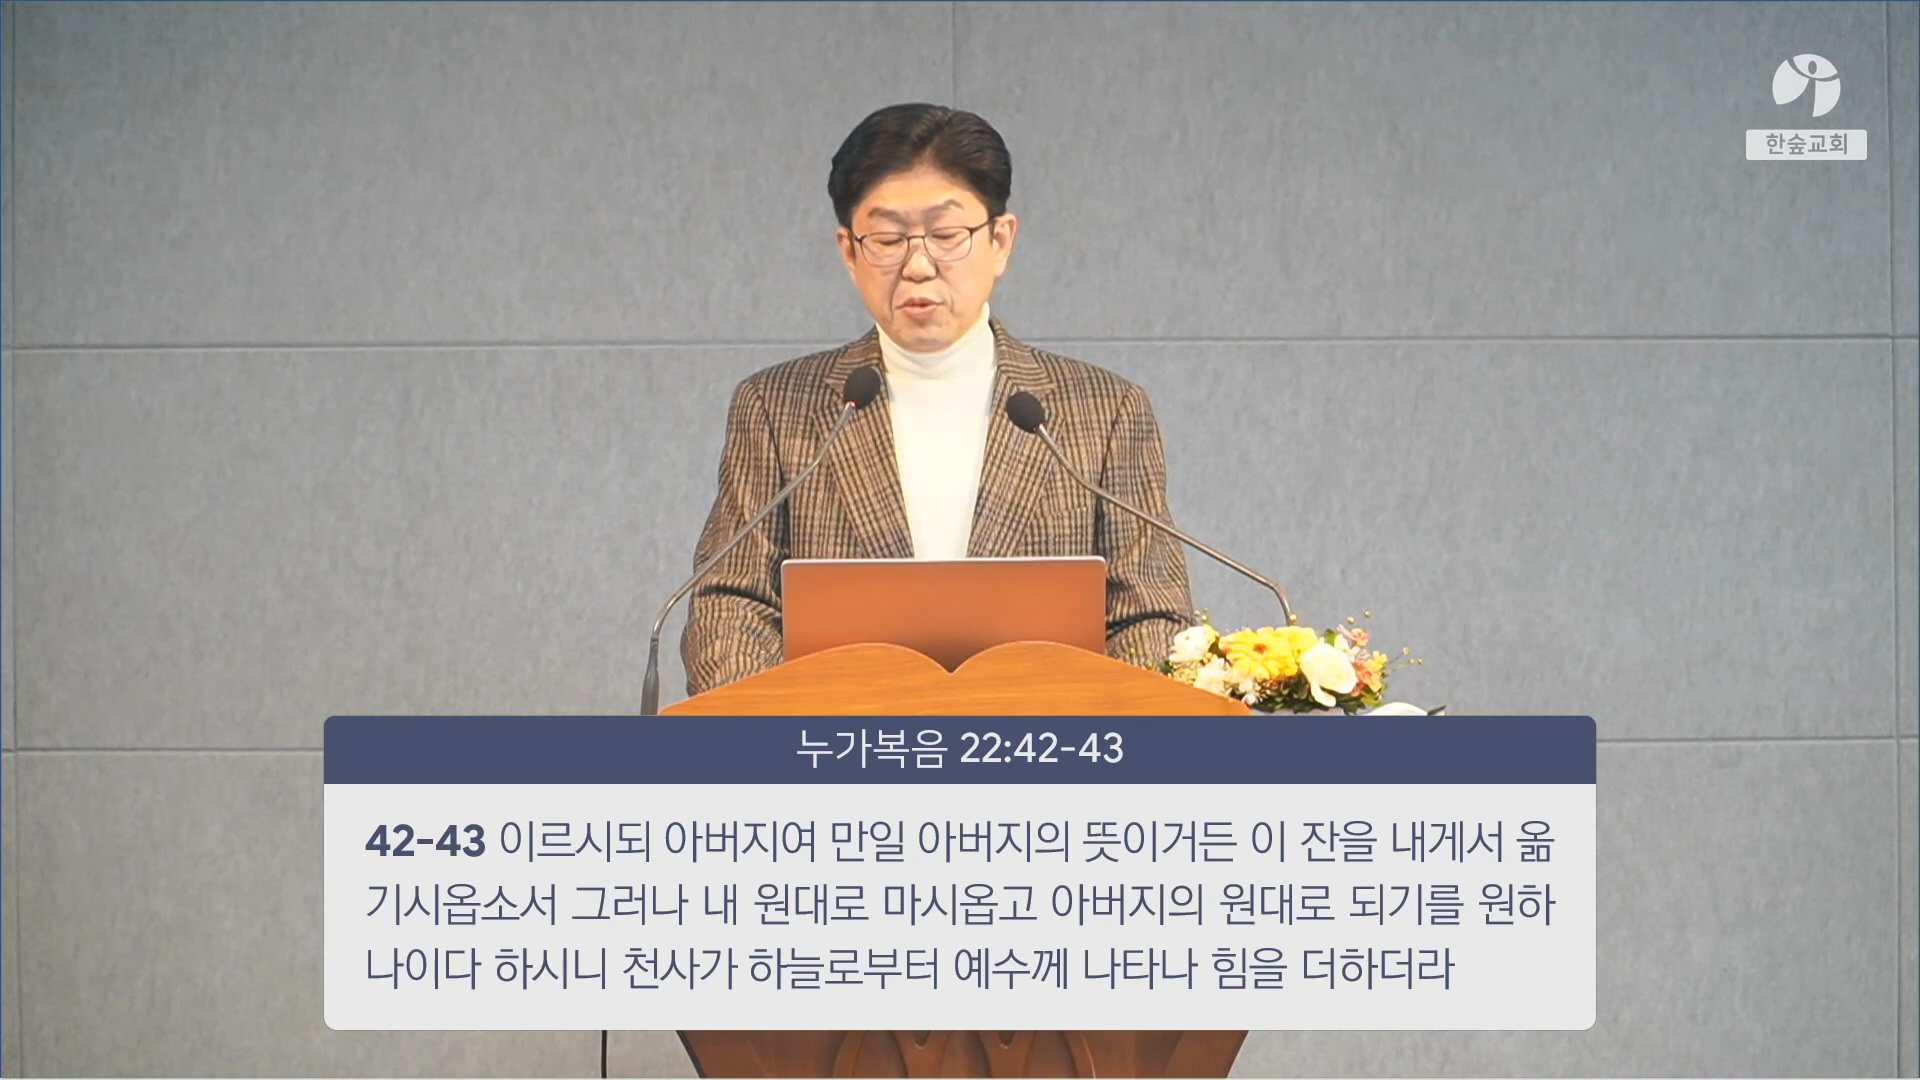 한숲교회
누가복음 22:42-43
42-43 이르시되 아버지여 만일 아버지의 뜻이거든 이 잔을 내게서 옮
기시옵소서 그러나 내 원대로 마시옵고 아버지의 원대로 되기를 원하
나이다 하시니 천사가 하늘로부터 예수께 나타나 힘을 더하더라